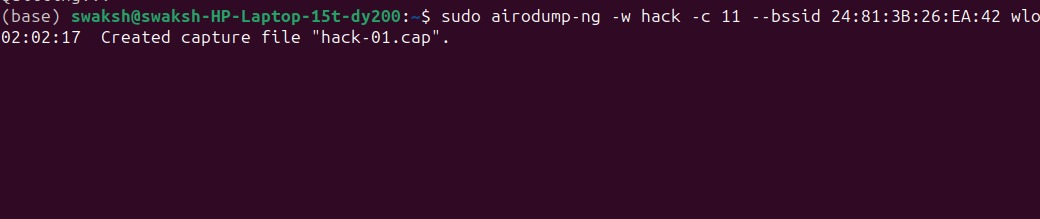 (base) swaksh@swaksh-HP-Laptop-15t-dy200:~$ sudo airodump-ng -w hack -c 11 --bssid 24:81:3B:26:EA:42 wlo
02:02:17  Created capture file "hack-01.cap".